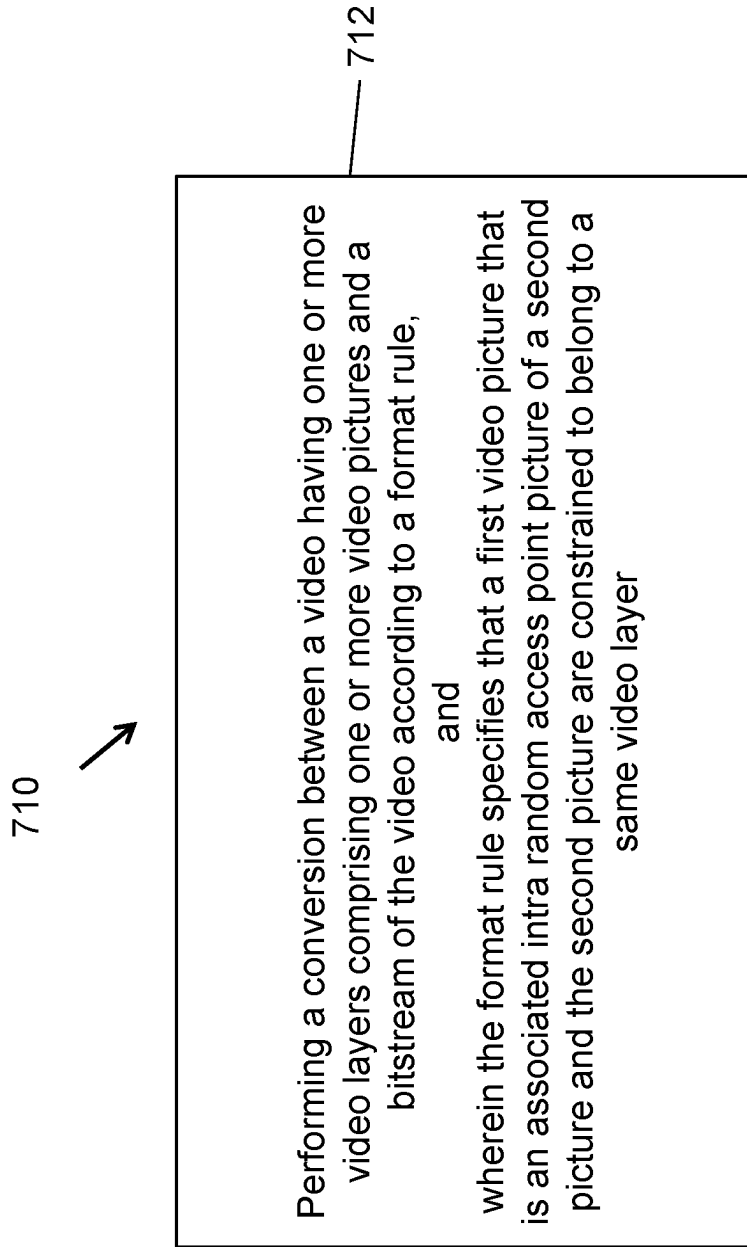 710
712
Performing a conversion between a video having one or more
video layers comprising one or more video pictures and a
bitstream of the video according to a format rule,
and
wherein the format rule specifies that a first video picture that
is an associated intra random access point picture of a second
picture and the second picture are constrained to belong to a
same video layer